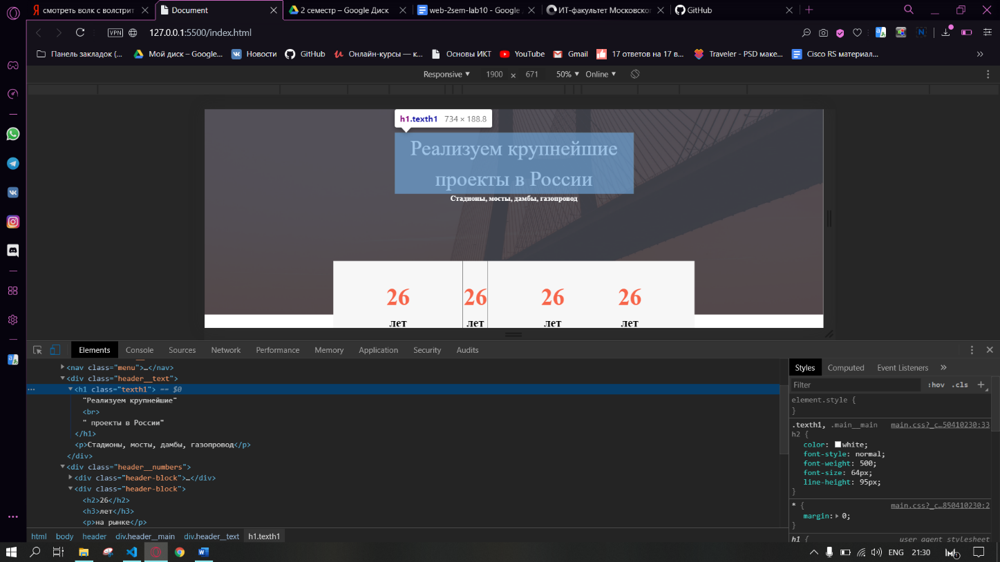 смотреть волк с волстрит
Document
2 семестр – Google Диск
web-2sem-lab10 - Google
ИТ-факультет Московског
GitHub
VPN
127.0.0.1:5500/index.html
Панель закладок (...
Мой диск – Google...
Новости
GitHub
Онлайн-курсы — к...
Основы ИКТ
YouTube
Gmail
17 ответов на 17 в...
Traveler - PSD маке...
Cisco RS материал...
Responsive ▼ 1900 × 671 50% ▼ Online ▼
h1.texth1 734 × 188.8
Реализуем крупнейшие
проекты в России
Стадионы, мосты, дамбы, газопровод
26 26 26 26
лет лет лет лет
Elements Console Sources Network Performance Memory Application Security Audits
<nav class="menu">…</nav>
<div class="header__text">
<h1 class="texth1"> == $0
"Реализуем крупнейшие"
<br>
" проекты в России"
</h1>
<p>Стадионы, мосты, дамбы, газопровод</p>
</div>
<div class="header__numbers">
<div class="header-block">…</div>
<div class="header-block">
<h2>26</h2>
<h3>лет</h3>
<p>на рынке</p>
html body header div.header__main div.header__text h1.texth1
Styles Computed Event Listeners »
Filter :hov .cls +
element.style {
}
.texth1, .main__main main.css?_c…50410230:33
h2 {
color: white;
font-style: normal;
font-weight: 500;
font-size: 64px;
line-height: 95px;
}
* { main.css?_c…850410230:2
margin: 0;
}
h1 { user agent stylesheet
ENG 21:30